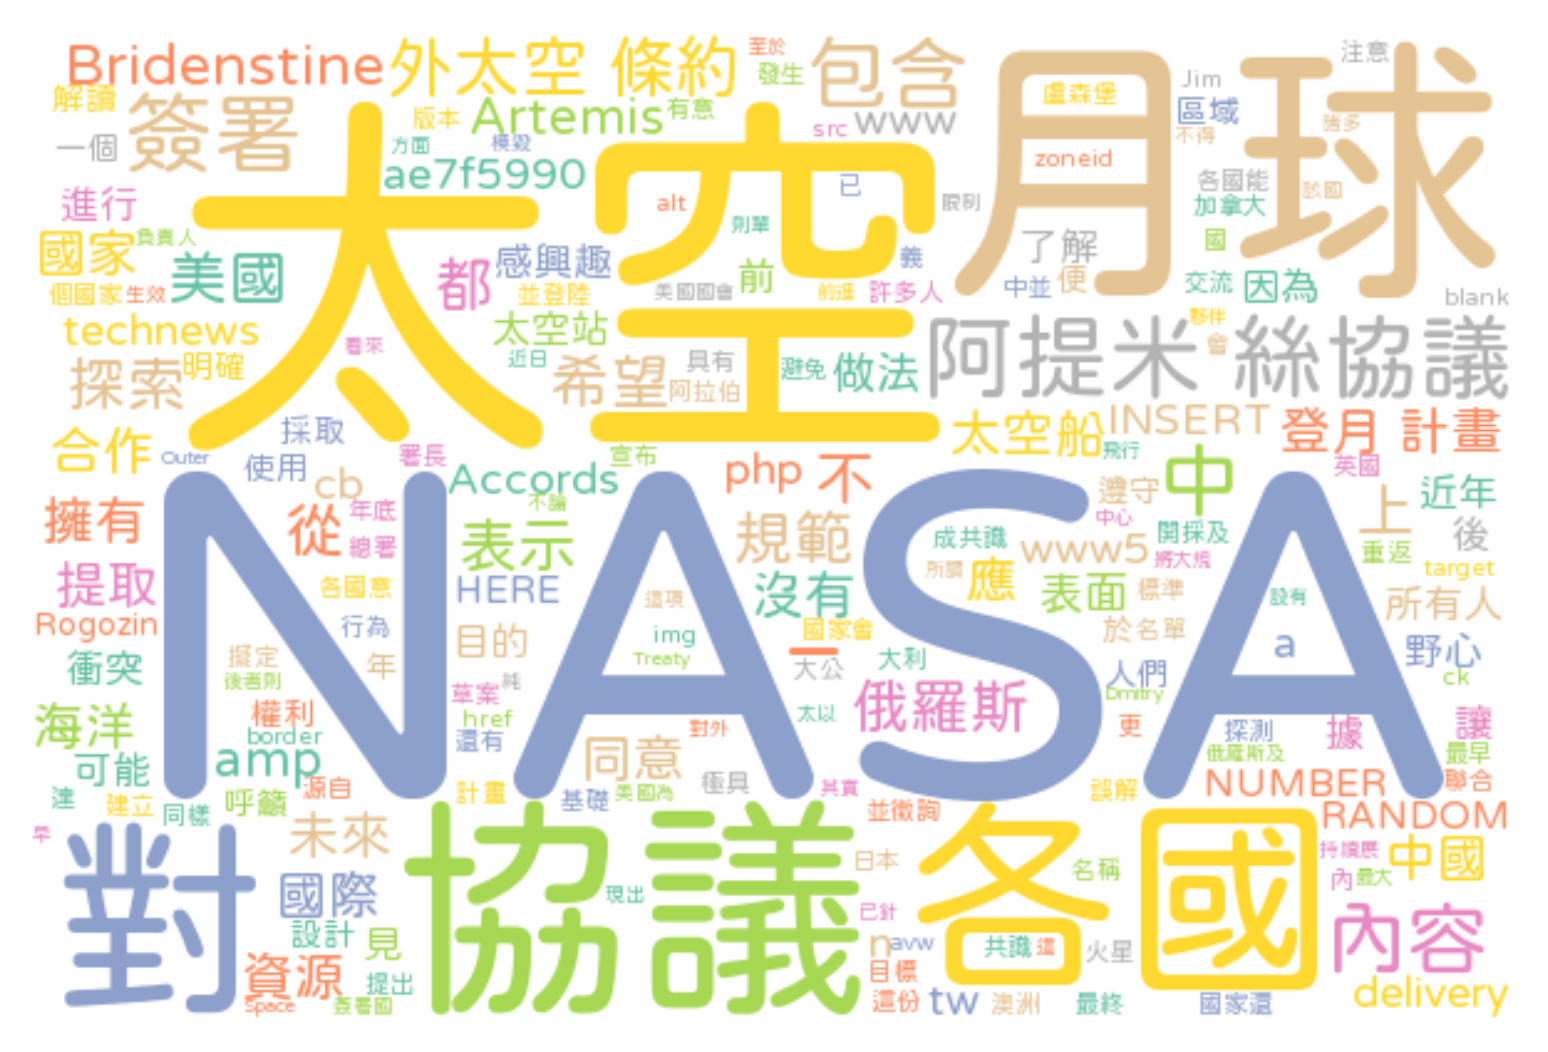 Bridenstine 外太空 條約 至於 包含 月球 注意
解讀 簽署 版本 Artemis 有意 發生 Jim 盧森堡 區域 諸多
一個 方面 模毀 src www 不得
ae7f5990 zoneid 各國能 該國
進行 太空 alt 已 加拿大
國家 負責人 美國 都 感興趣 則單 義 了解 國
個國家 生效 並登陸 美國國會 前 前進 許多人 中並 便 交流 因為 blank
technews 看來 太空站 近日 希望 具有 避免 做法 阿提米 絲協議 夥伴 會
探索 明確 阿拉伯
採取 太空船 INSERT 登月 計畫
合作 Outer 使用 署長 Accords 宣布 php 不 飛行 中 英國
cb 不論 遵守 上 近年
擁有 從 年底 總署 表示 NASA 規範 成共識 www5 中心 開採及 將大規 重返 後
提取 各國意 HERE 沒有 所謂 應 表面 標準 設有 target 所有人
Rogozin 行為 這項 國家會 於名單
衝突 擬定 後者則 年 目的 img Treaty 一 大公 大利 人們 a 野心 ck
草案 純 Dmitry
海洋 權利 border href 還有 對外 太以 俄羅斯 更 探測 俄羅斯及 據 讓 最早
可能 amp 同意 極具 其實 NUMBER 聯合
達 建立 同樣 呼籲 源自 計畫 基礎 美國為 並徵詢 誤解 RANDOM
早 對 未來 協議 日本 各國 名稱 持續展 中國
國際 現出 已針 內 最大
設計 見 n avw 共識 這 火星 內容
資源 提出 目標
Space 簽署國 這份 tw 澳洲 最終 國家還 delivery